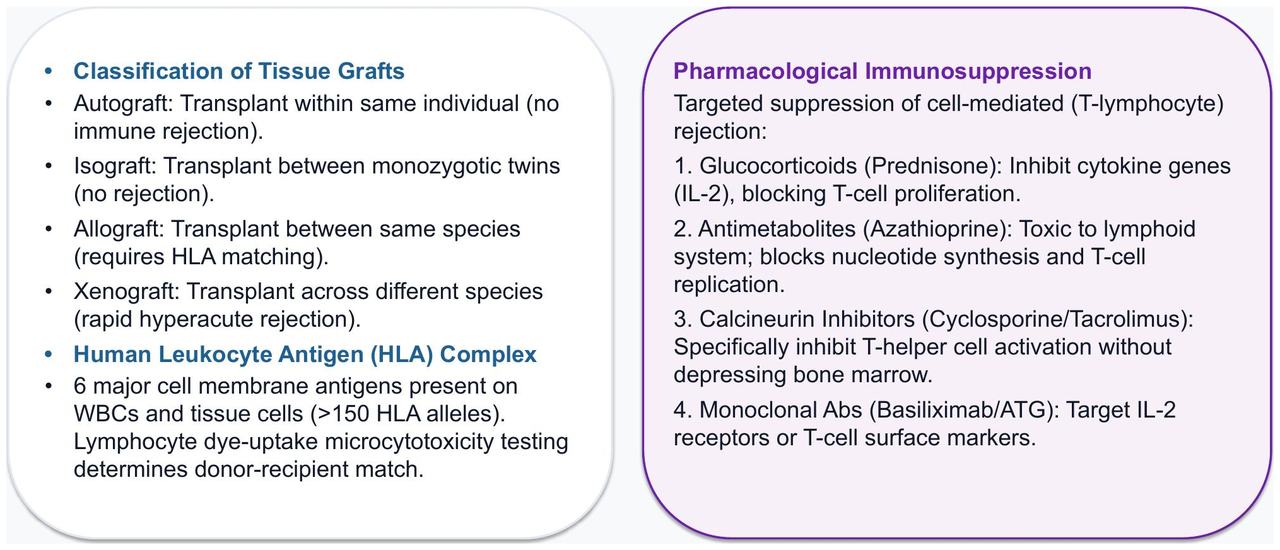 • Classification of Tissue Grafts
• Autograft: Transplant within same individual (no
immune rejection).
• Isograft: Transplant between monozygotic twins
(no rejection).
• Allograft: Transplant between same species
(requires HLA matching).
• Xenograft: Transplant across different species
(rapid hyperacute rejection).
• Human Leukocyte Antigen (HLA) Complex
• 6 major cell membrane antigens present on
WBCs and tissue cells (>150 HLA alleles).
Lymphocyte dye-uptake microcytotoxicity testing
determines donor-recipient match.
Pharmacological Immunosuppression
Targeted suppression of cell-mediated (T-lymphocyte)
rejection:
1. Glucocorticoids (Prednisone): Inhibit cytokine genes
(IL-2), blocking T-cell proliferation.
2. Antimetabolites (Azathioprine): Toxic to lymphoid
system; blocks nucleotide synthesis and T-cell
replication.
3. Calcineurin Inhibitors (Cyclosporine/Tacrolimus):
Specifically inhibit T-helper cell activation without
depressing bone marrow.
4. Monoclonal Abs (Basiliximab/ATG): Target IL-2
receptors or T-cell surface markers.